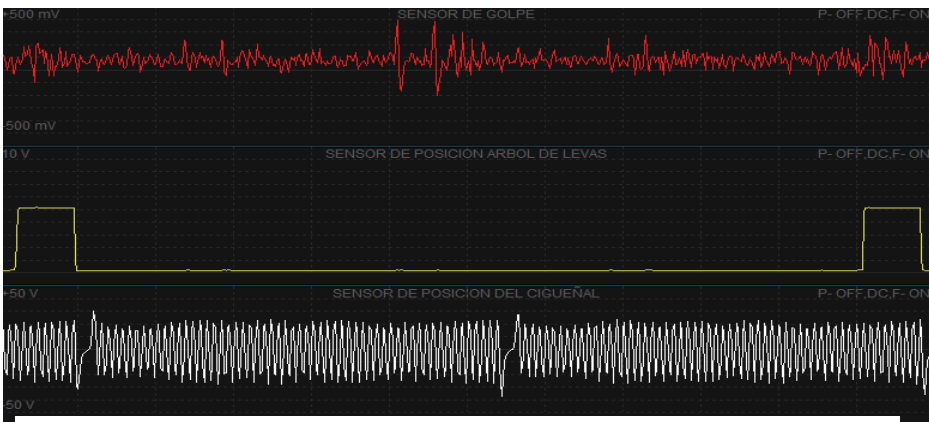 +500 mV SENSOR DE GOLPE P- OFF,DC,F- ON
-500 mV
10 V SENSOR DE POSICIÓN ARBOL DE LEVAS P- OFF,DC,F- ON
+50 V SENSOR DE POSICION DEL CIGUEÑAL P- OFF,DC,F- ON
-50 V